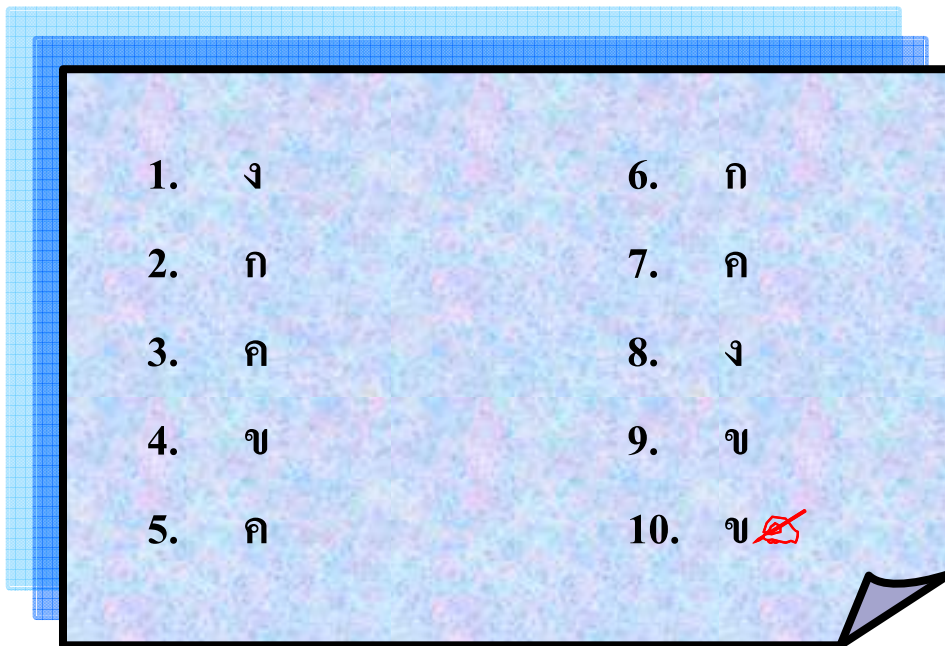 1. ง
2. ก
3. ค
4. ข
5. ค
6. ก
7. ค
8. ง
9. ข
10. ข